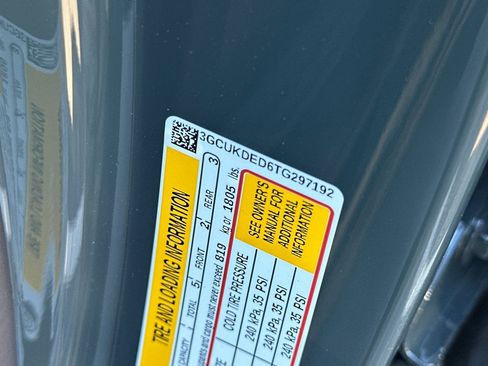 3GCUKDED6TG297192
TIRE AND LOADING INFORMATION
CAPACITY TOTAL 5 FRONT 2 REAR 3
and cargo must never exceed 819 kg or 1805 lbs.
COLD TIRE PRESSURE
240 kPa, 35 PSI
240 kPa, 35 PSI
240 kPa, 35 PSI
SEE OWNER'S
MANUAL FOR
ADDITIONAL
INFORMATION